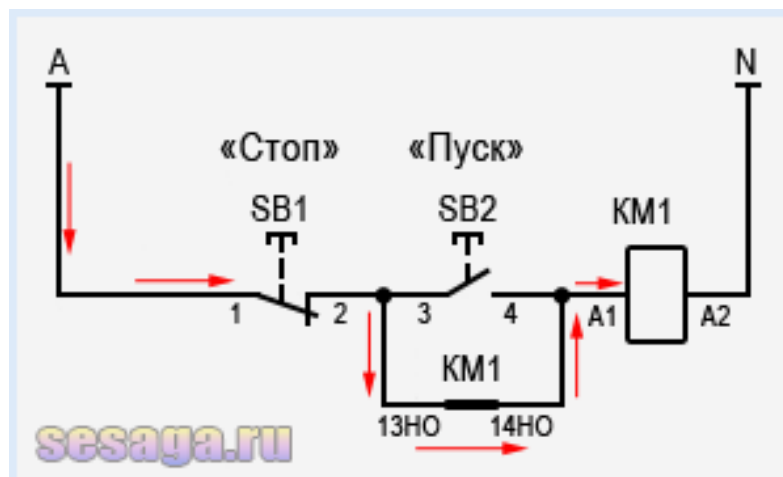 A N
«Стоп» «Пуск»
SB1 SB2 KM1
1 2 3 4 A1 A2
KM1
13НО 14НО
sesaga.ru